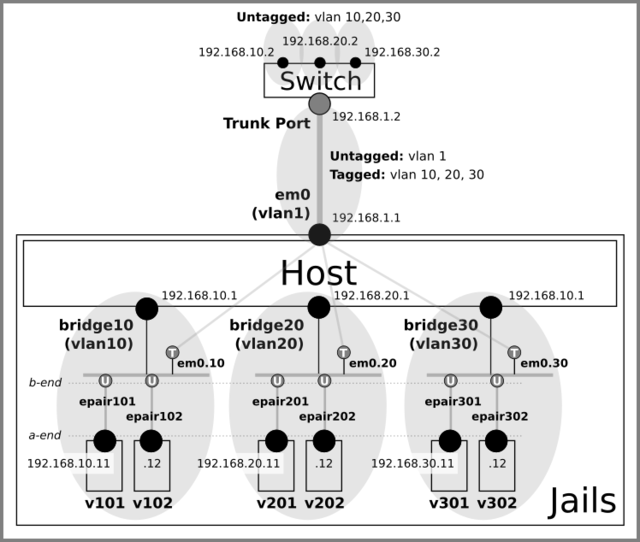 Untagged: vlan 10,20,30
192.168.20.2
192.168.10.2
192.168.30.2
Switch
192.168.1.2
Trunk Port
Untagged: vlan 1
Tagged: vlan 10, 20, 30
em0
(vlan1)
192.168.1.1
Host
192.168.10.1
192.168.20.1
192.168.10.1
bridge10
(vlan10)
bridge20
(vlan20)
bridge30
(vlan30)
T
em0.10
T
em0.20
T
em0.30
b-end
U
U
U
U
U
U
epair101
epair102
epair201
epair202
epair301
epair302
a-end
192.168.10.11
.12
192.168.20.11
.12
192.168.30.11
.12
v101
v102
v201
v202
v301
v302
Jails